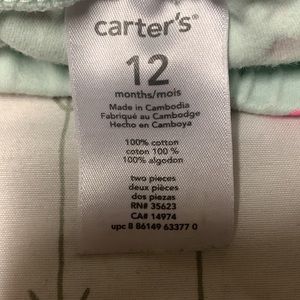 carter's®
12
months/mois
Made in Cambodia
Fabriqué au Cambodge
Hecho en Camboya
100% cotton
coton 100 %
100% algodon
two pieces
deux pièces
dos piezas
RN# 35623
CA# 14974
upc 8 86149 63377 0